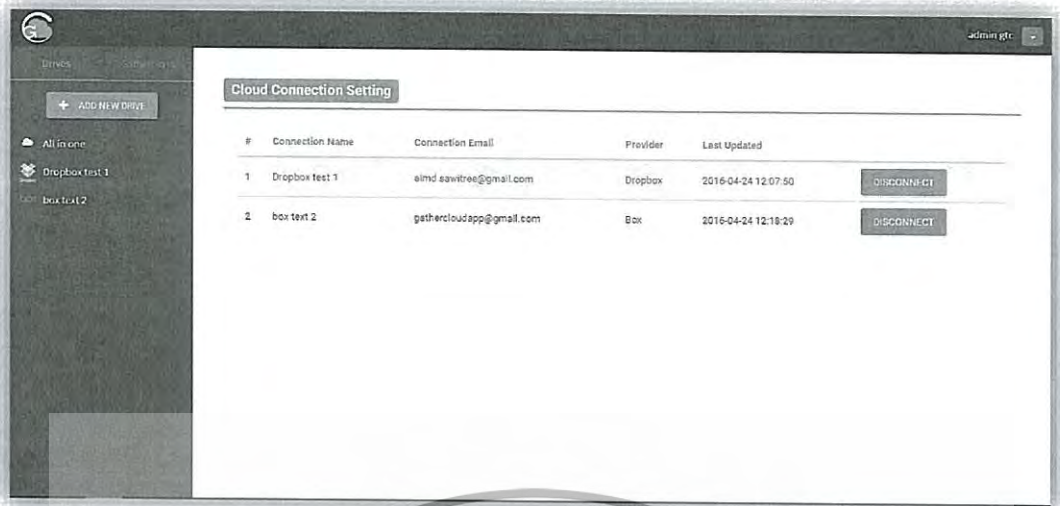 admin gtc
Drives
+ ADD NEW DRIVE
All in one
Dropbox test 1
box text 2
Cloud Connection Setting
# Connection Name Connection Email Provider Last Updated
1 Dropbox test 1 aimd.sawitree@gmail.com Dropbox 2016-04-24 12:07:50 DISCONNECT
2 box text 2 gathercloudapp@gmail.com Box 2016-04-24 12:18:29 DISCONNECT